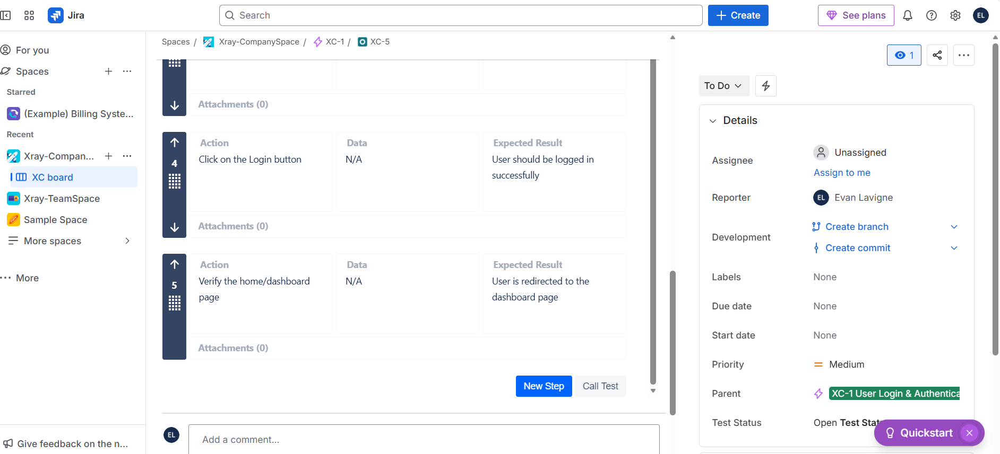 Jira
Search
Create
See plans
EL
For you
Spaces
Starred
(Example) Billing Syste...
Recent
Xray-Compan...
XC board
Xray-TeamSpace
Sample Space
More spaces
More
Give feedback on the n...
Spaces / Xray-CompanySpace / XC-1 / XC-5
Attachments (0)
4
Action
Click on the Login button
Data
N/A
Expected Result
User should be logged in
successfully
Attachments (0)
5
Action
Verify the home/dashboard
page
Data
N/A
Expected Result
User is redirected to the
dashboard page
Attachments (0)
New Step
Call Test
EL
Add a comment...
1
To Do
Details
Assignee
Unassigned
Assign to me
Reporter
EL
Evan Lavigne
Development
Create branch
Create commit
Labels
None
Due date
None
Start date
None
Priority
Medium
Parent
XC-1 User Login & Authentica
Test Status
Open Test Stat
Quickstart